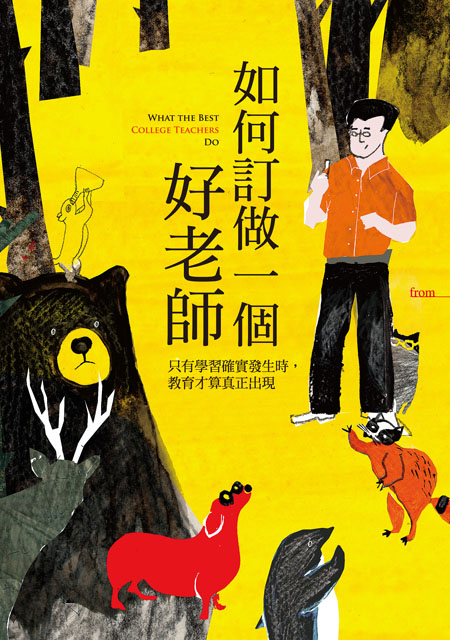 WHAT THE BEST
COLLEGE TEACHERS
DO
如何訂做一個
好老師
只有學習確實發生時，
教育才算真正出現
from